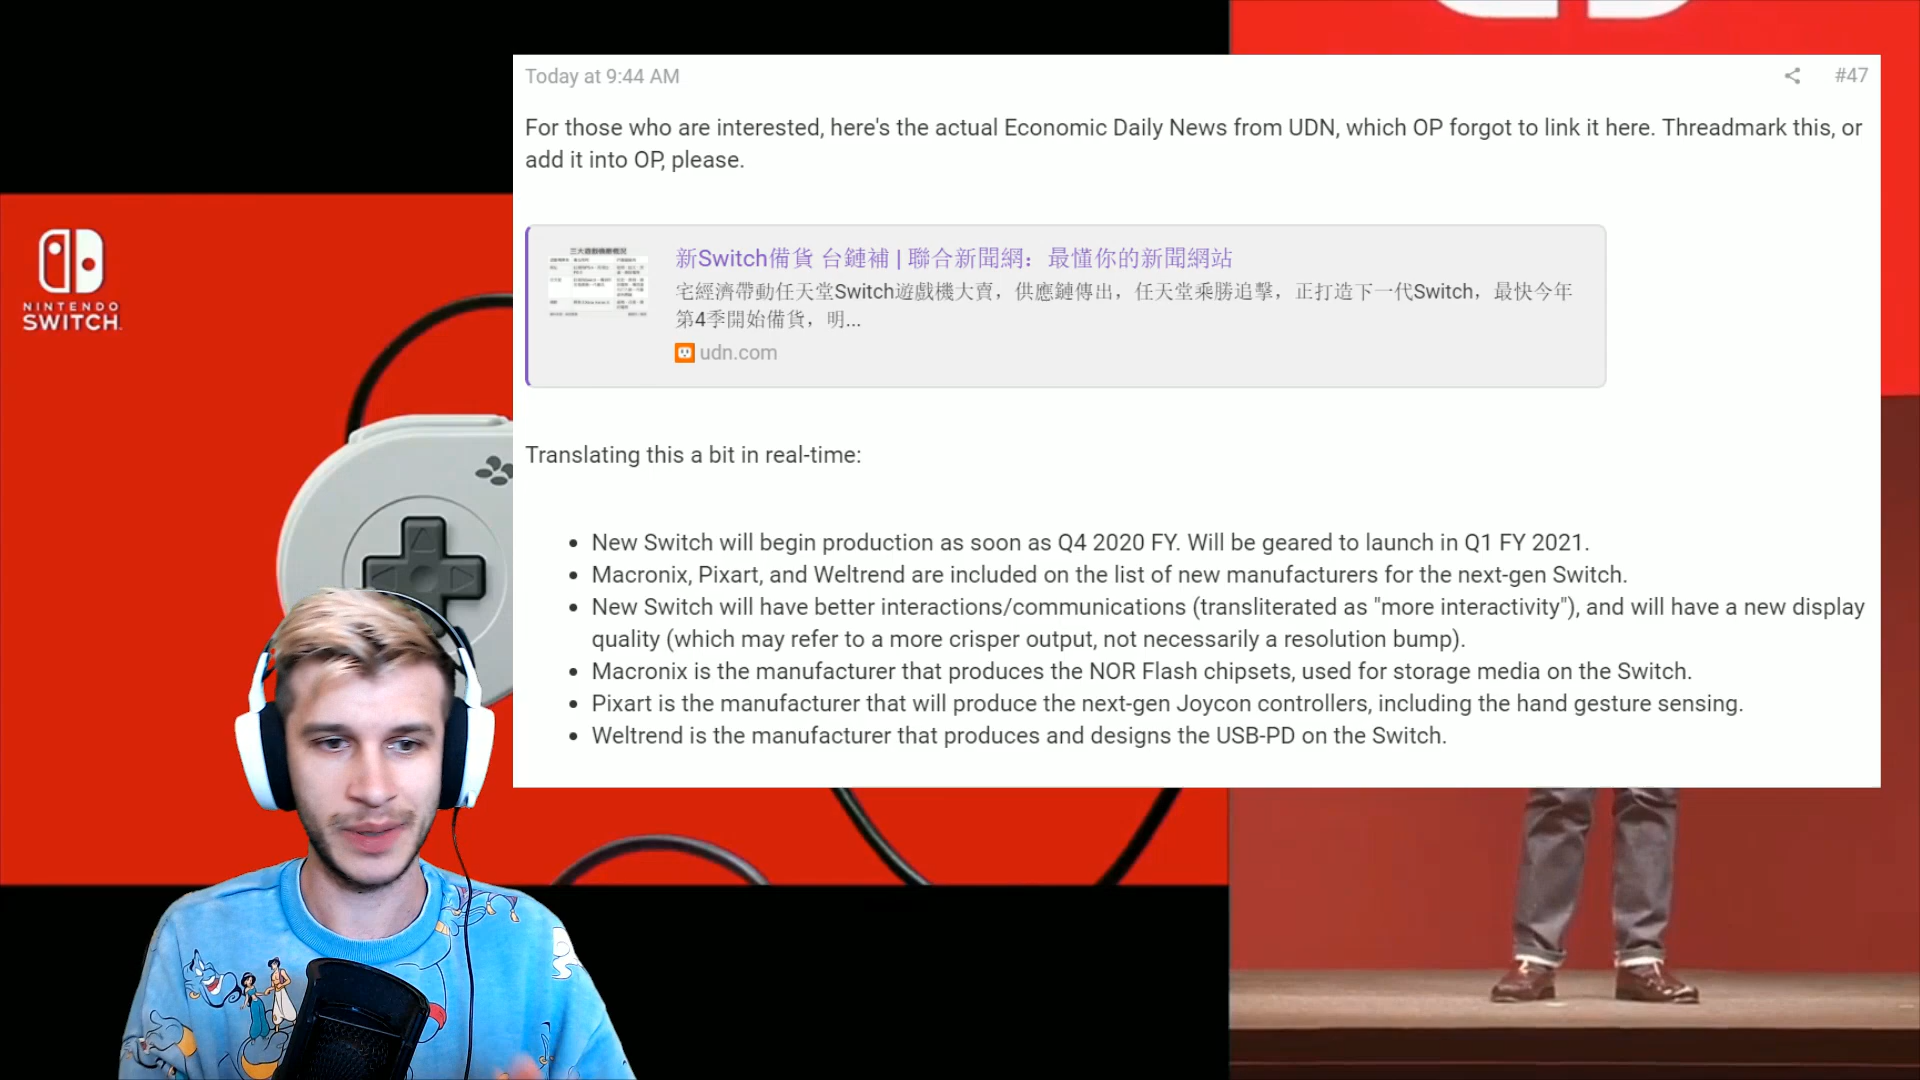 Today at 9:44 AM
#47
For those who are interested, here's the actual Economic Daily News from UDN, which OP forgot to link it here. Threadmark this, or
add it into OP, please.
新Switch備貨 台鏈補 | 聯合新聞網：最懂你的新聞網站
宅經濟帶動任天堂Switch遊戲機大賣，供應鏈傳出，任天堂乘勝追擊，正打造下一代Switch，最快今年
第4季開始備貨，明...
udn.com
Translating this a bit in real-time:
• New Switch will begin production as soon as Q4 2020 FY. Will be geared to launch in Q1 FY 2021.
• Macronix, Pixart, and Weltrend are included on the list of new manufacturers for the next-gen Switch.
• New Switch will have better interactions/communications (transliterated as "more interactivity"), and will have a new display
quality (which may refer to a more crisper output, not necessarily a resolution bump).
• Macronix is the manufacturer that produces the NOR Flash chipsets, used for storage media on the Switch.
• Pixart is the manufacturer that will produce the next-gen Joycon controllers, including the hand gesture sensing.
• Weltrend is the manufacturer that produces and designs the USB-PD on the Switch.
NINTENDO
SWITCH